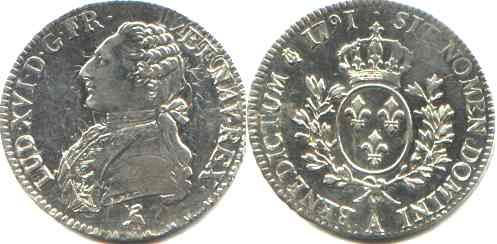 LUD·XVI·D·G·FR· ·ET·NAV·REX·
1791 · SIT NOMEN DOMINI A BENEDICTUM